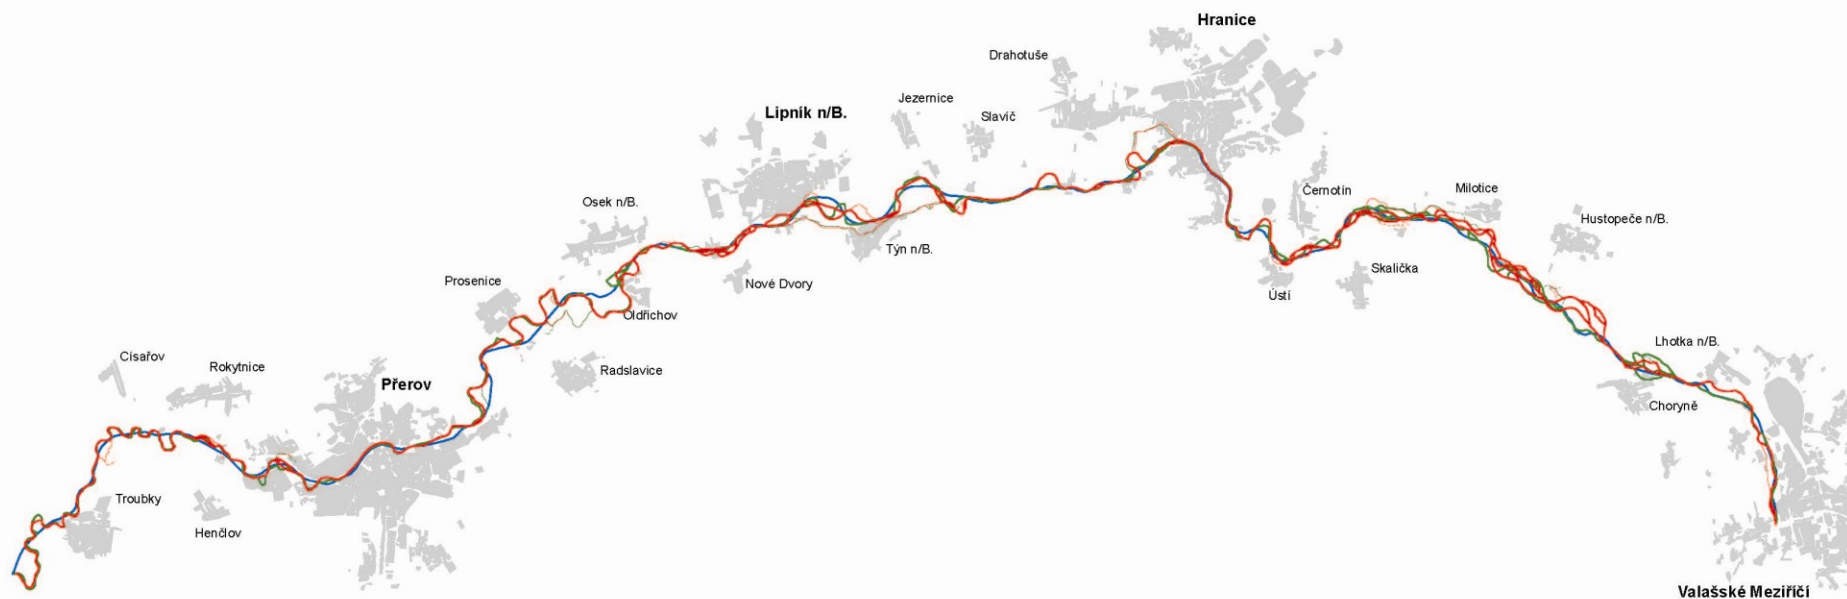 Hranice
Drahotuše
Jezernice
Lipník n/B.
Slavíč
Černotín
Milotice
Osek n/B.
Hustopeče n/B.
Týn n/B.
Skalička
Prosenice
Nové Dvory
Ústí
Oldřichov
Lhotka n/B.
Císařov
Rokytnice
Radslavice
Přerov
Choryně
Troubky
Henčlov
Valašské Meziříčí